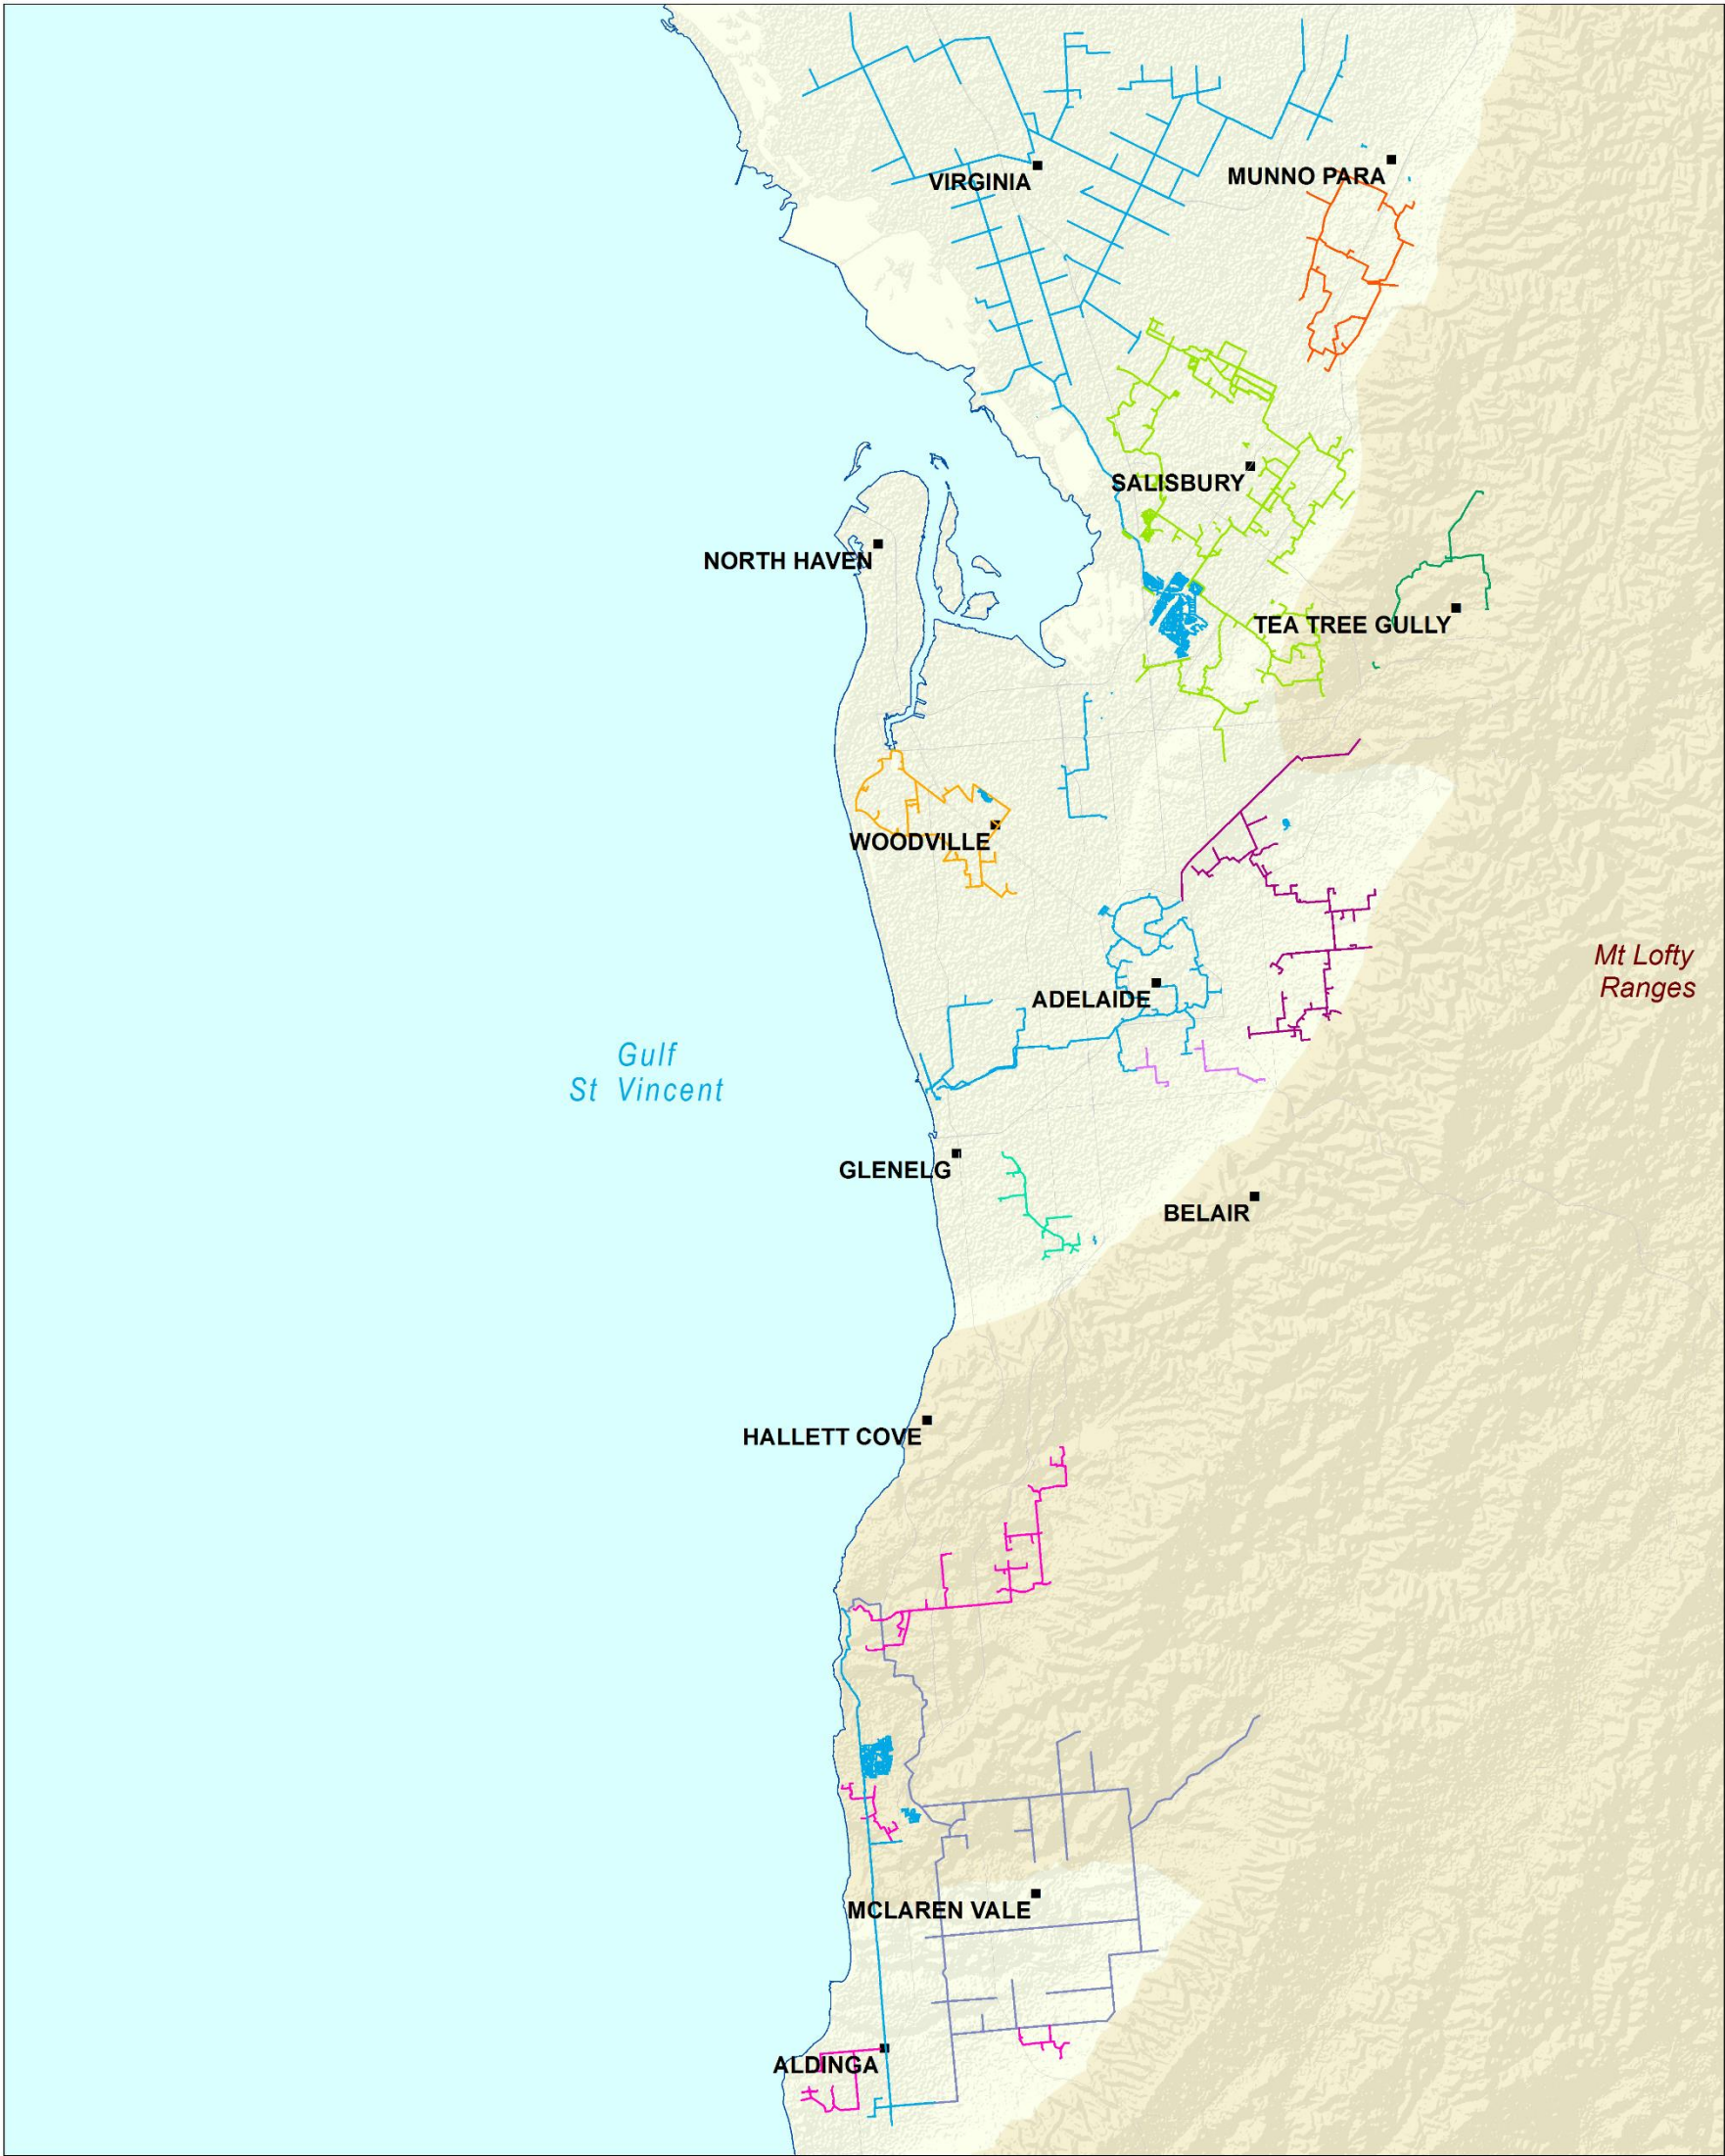 VIRGINIA
MUNNO PARA
SALISBURY
NORTH HAVEN
TEA TREE GULLY
WOODVILLE
Mt Lofty
Ranges
ADELAIDE
Gulf
St Vincent
GLENELG
BELAIR
HALLETT COVE
MCLAREN VALE
ALDINGA